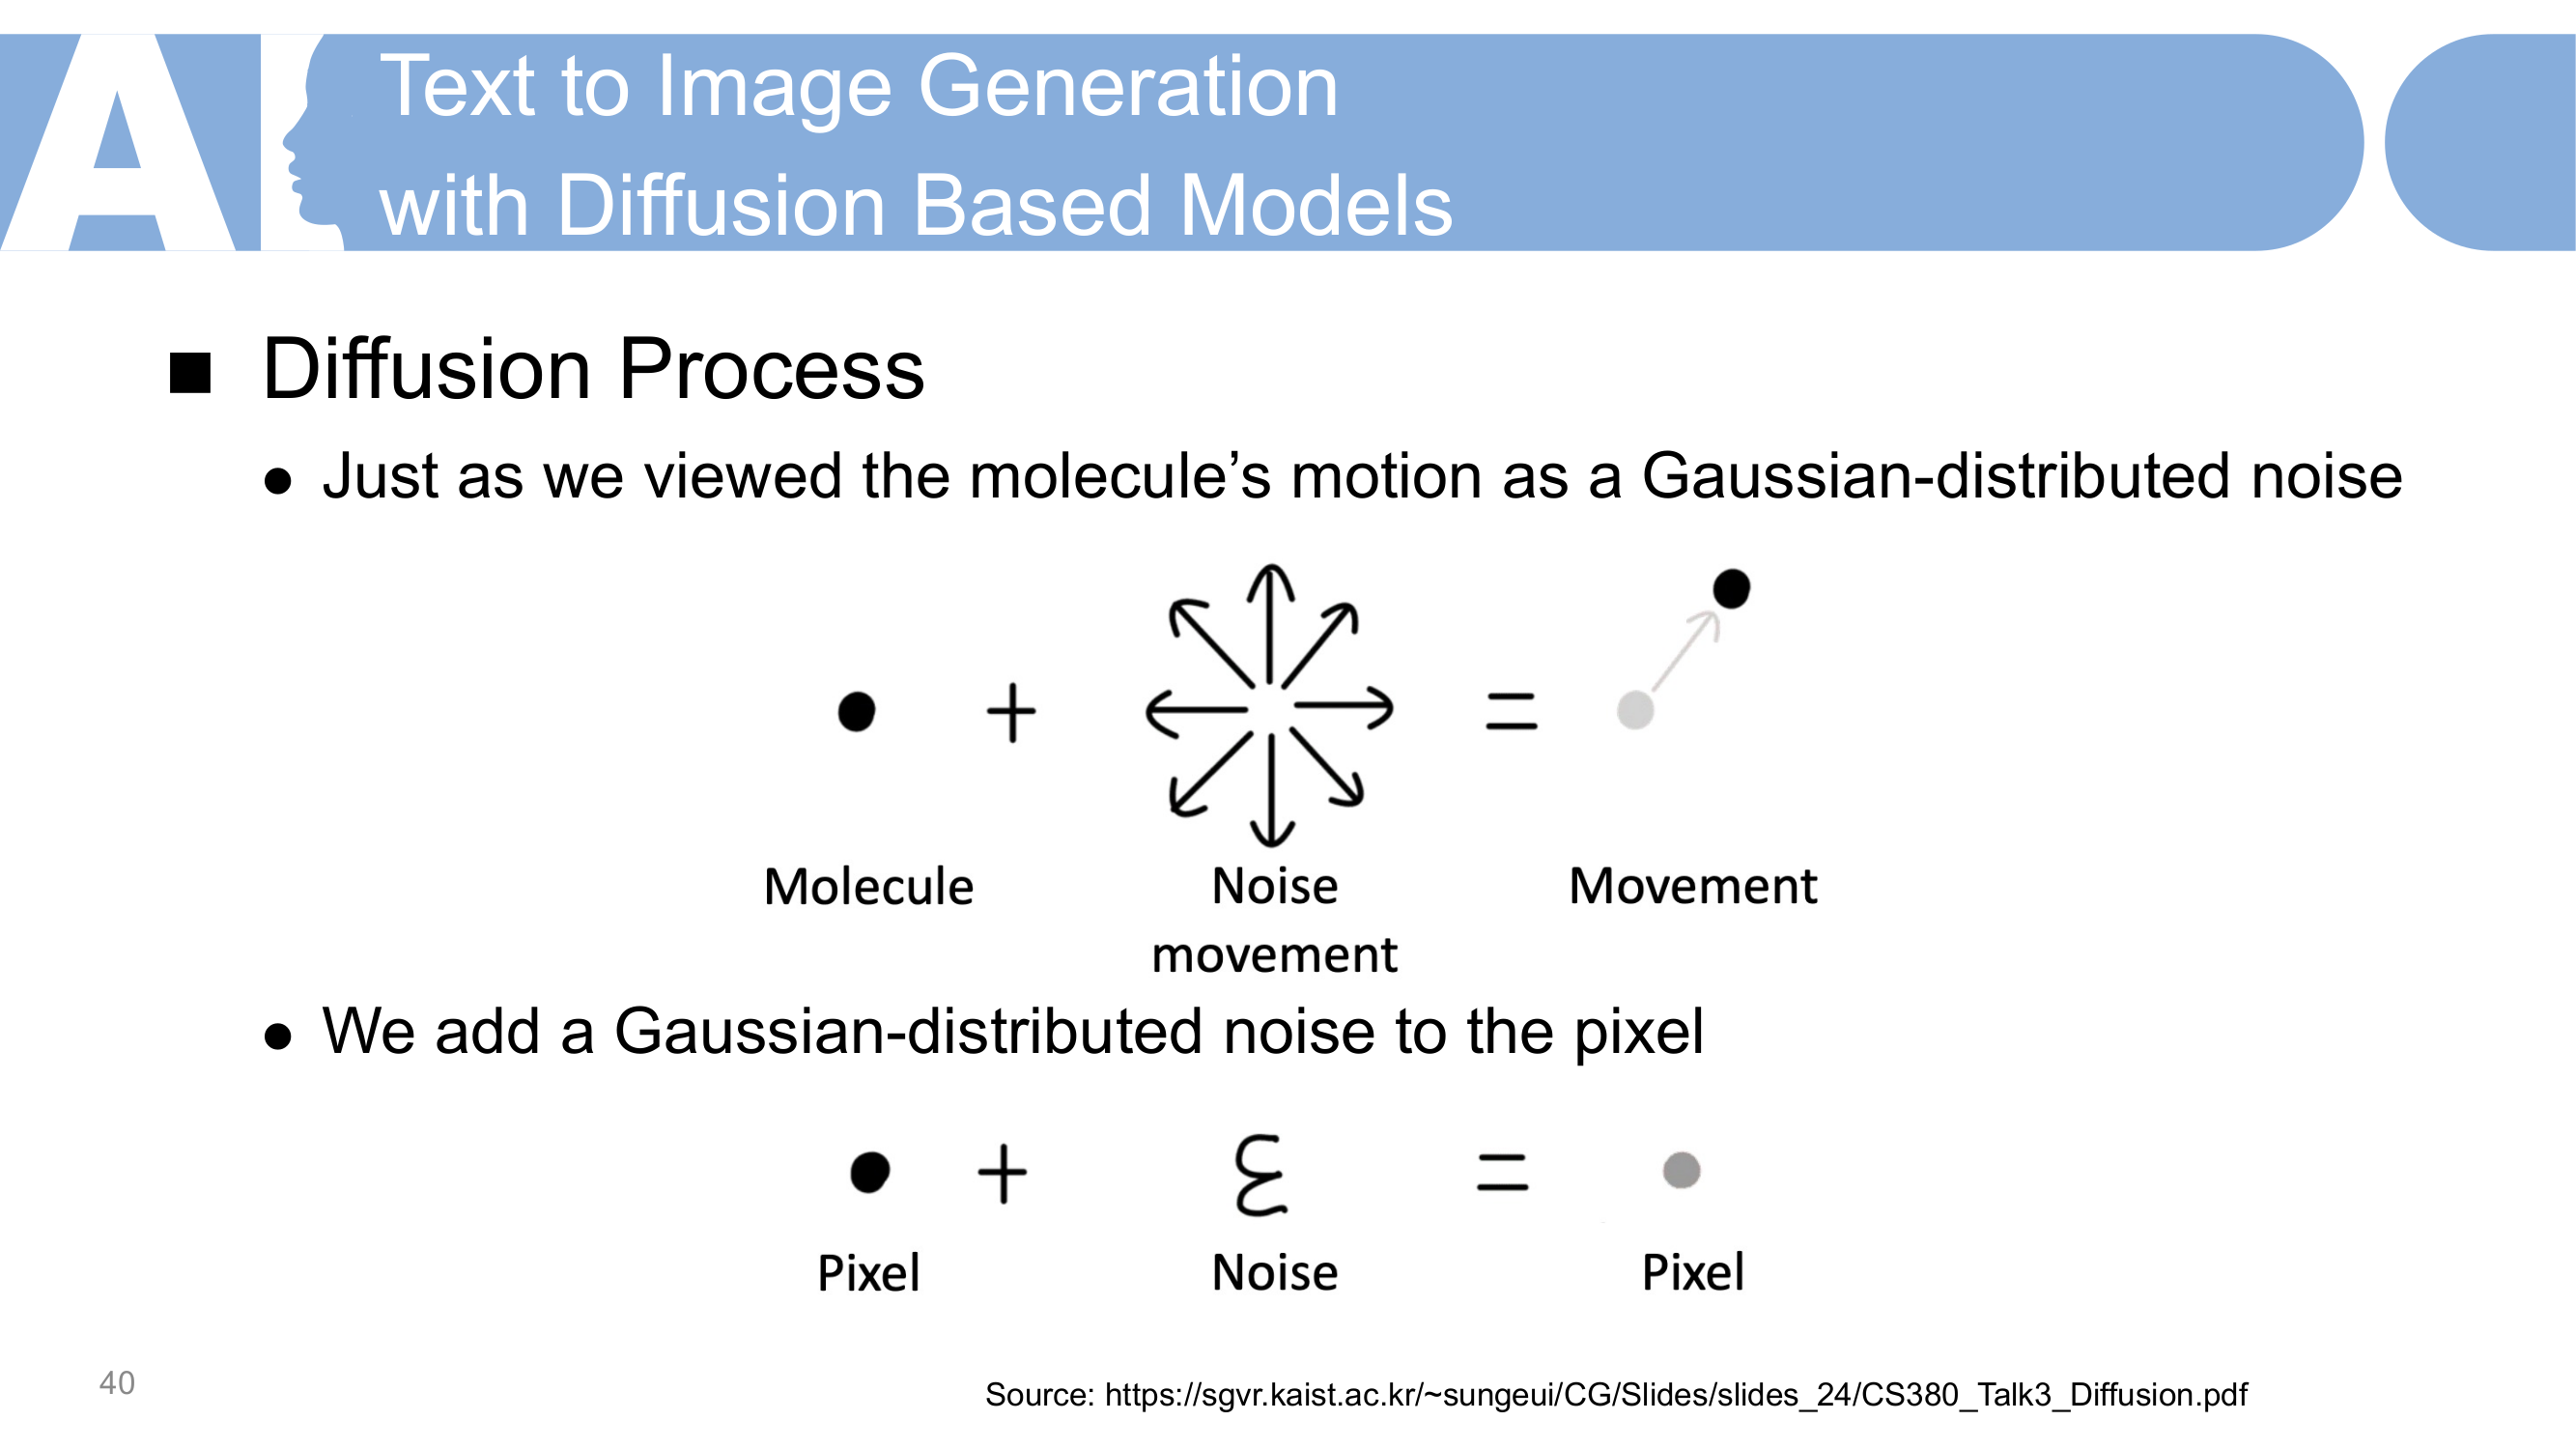 AI
Text to Image Generation
with Diffusion Based Models
■ Diffusion Process
● Just as we viewed the molecule’s motion as a Gaussian-distributed noise
+ =
Molecule Noise Movement
movement
● We add a Gaussian-distributed noise to the pixel
+ ε =
Pixel Noise Pixel
40
Source: https://sgvr.kaist.ac.kr/~sungeui/CG/Slides/slides_24/CS380_Talk3_Diffusion.pdf